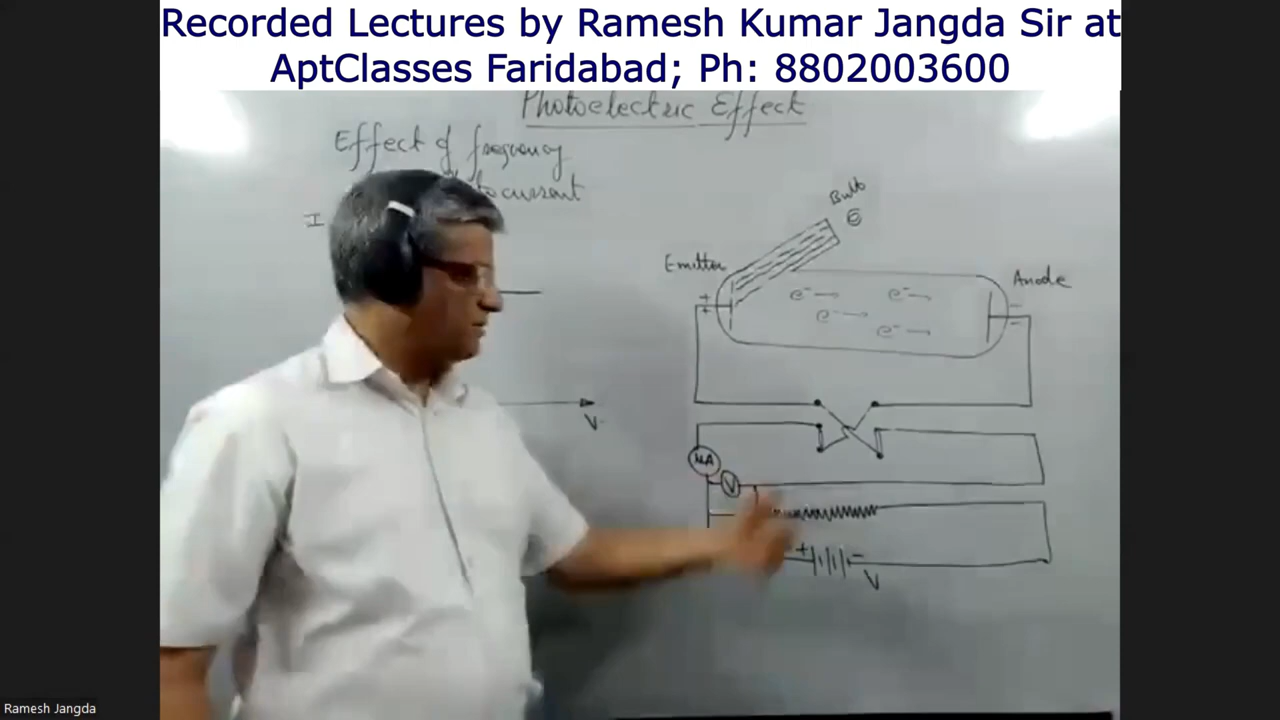 Recorded Lectures by Ramesh Kumar Jangda Sir at
AptClasses Faridabad; Ph: 8802003600
Photoelectric Effect
Effect of frequency
tocurrent
I
V
Bulb
Emitter
Anode
+
+
−
−
e⁻ → e⁻ →
e⁻ →
e⁻ →
μA
V
+ −
V
Ramesh Jangda